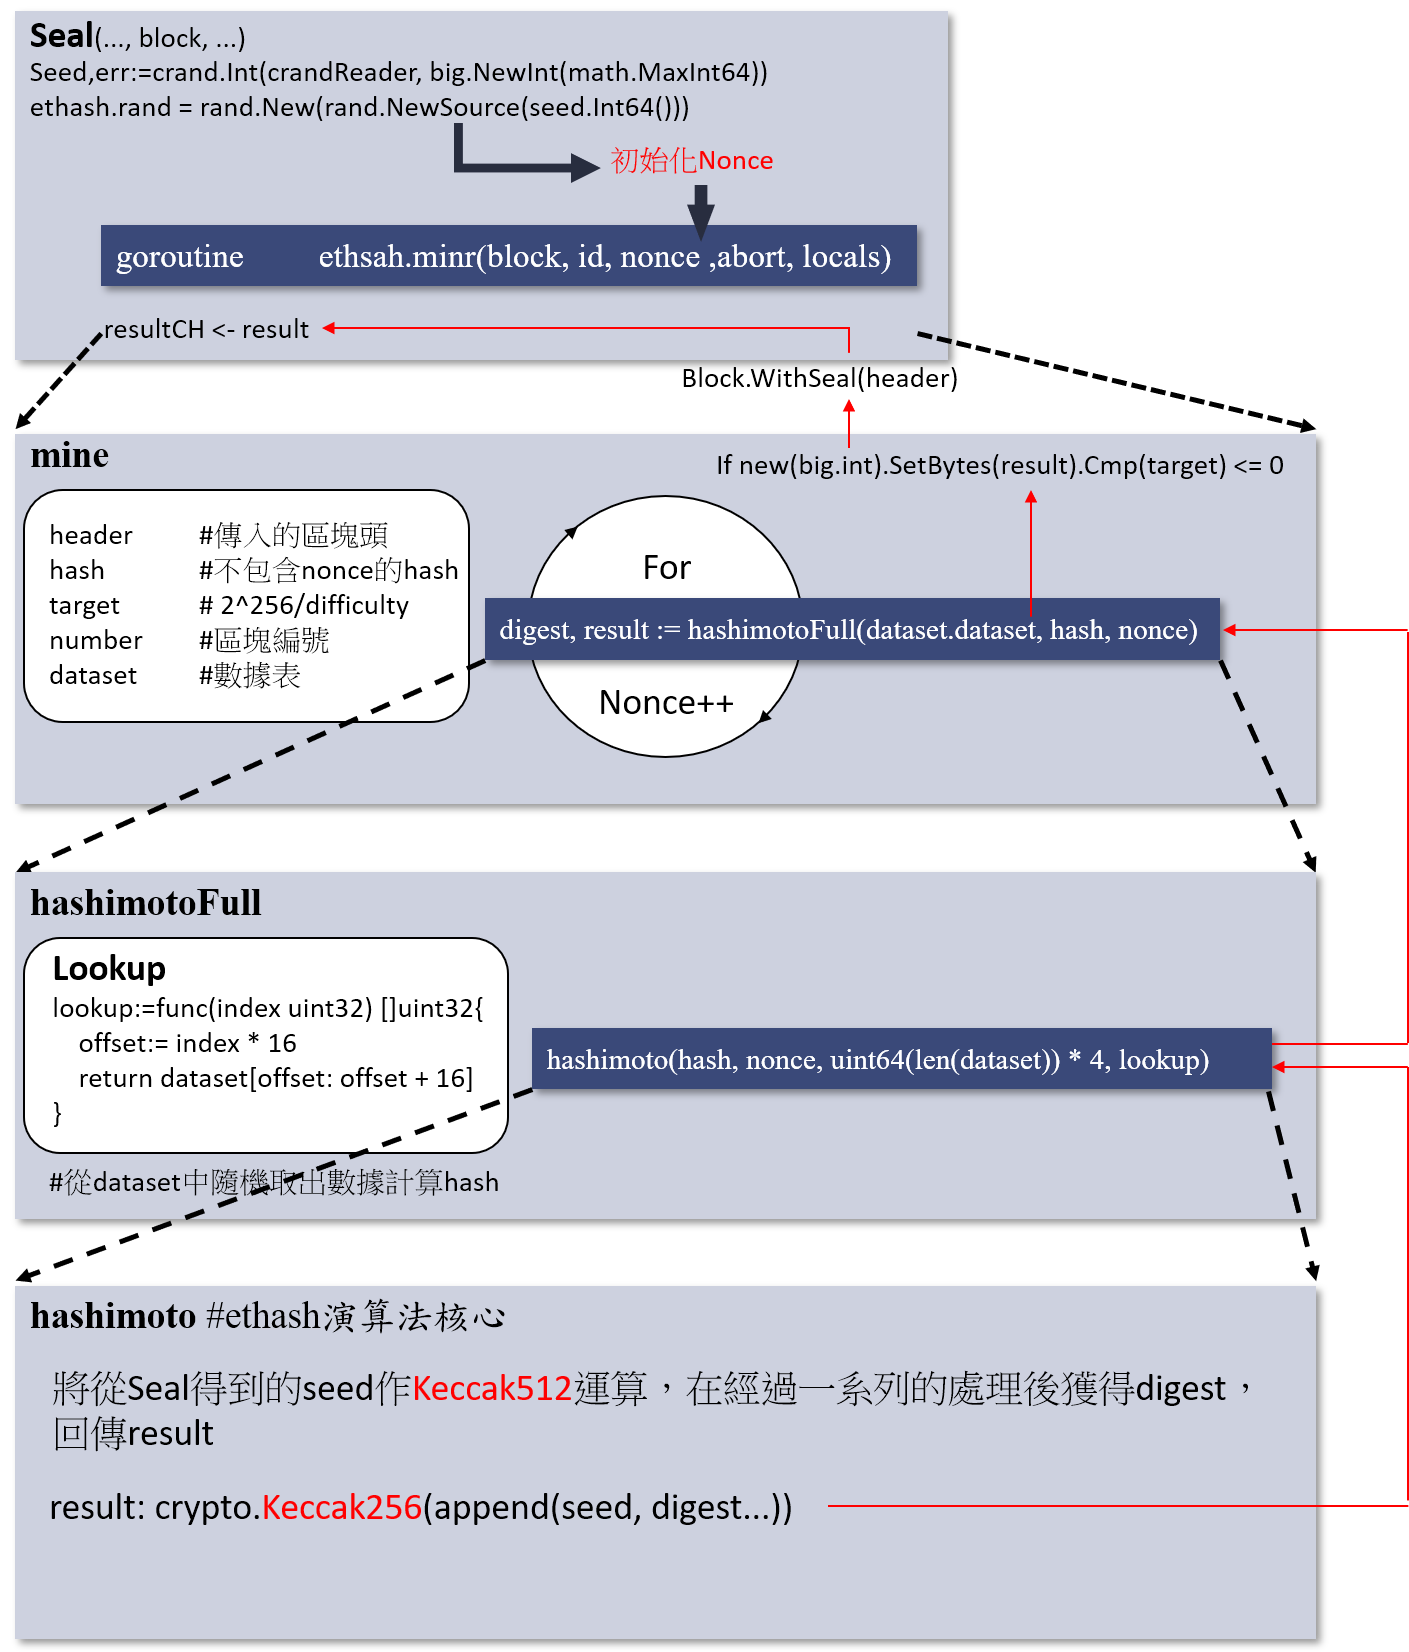 Seal(..., block, ...)
Seed,err:=crand.Int(crandReader, big.NewInt(math.MaxInt64))
ethash.rand = rand.New(rand.NewSource(seed.Int64()))
初始化Nonce
goroutine ethsah.minr(block, id, nonce ,abort, locals)
resultCH <- result
Block.WithSeal(header)
mine
If new(big.int).SetBytes(result).Cmp(target) <= 0
header #傳入的區塊頭
hash #不包含nonce的hash
target # 2^256/difficulty
number #區塊編號
dataset #數據表
For
digest, result := hashimotoFull(dataset.dataset, hash, nonce)
Nonce++
hashimotoFull
Lookup
lookup:=func(index uint32) []uint32{
offset:= index * 16
return dataset[offset: offset + 16]
}
hashimoto(hash, nonce, uint64(len(dataset)) * 4, lookup)
#從dataset中隨機取出數據計算hash
hashimoto #ethash演算法核心
將從Seal得到的seed作Keccak512運算，在經過一系列的處理後獲得digest，
回傳result
result: crypto.Keccak256(append(seed, digest...))